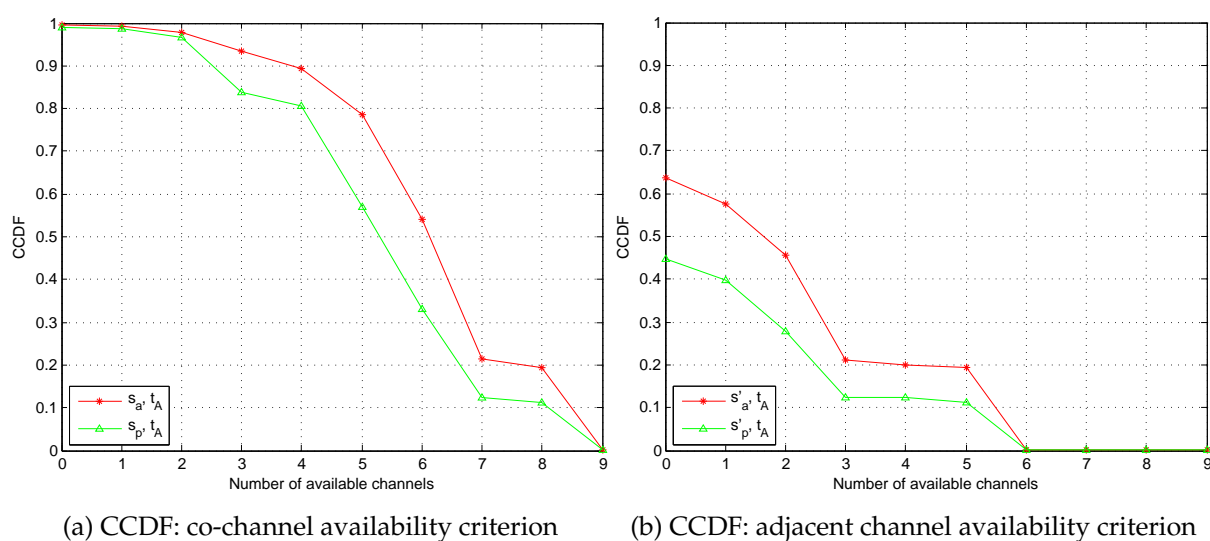 1
0.9
0.8
0.7
0.6
0.5
0.4
0.3
0.2
0.1
0
CCDF
0 1 2 3 4 5 6 7 8 9
Number of available channels
s_a, t_A
s_p, t_A
(a) CCDF: co-channel availability criterion
1
0.9
0.8
0.7
0.6
0.5
0.4
0.3
0.2
0.1
0
CCDF
0 1 2 3 4 5 6 7 8 9
Number of available channels
s'_a, t_A
s'_p, t_A
(b) CCDF: adjacent channel availability criterion